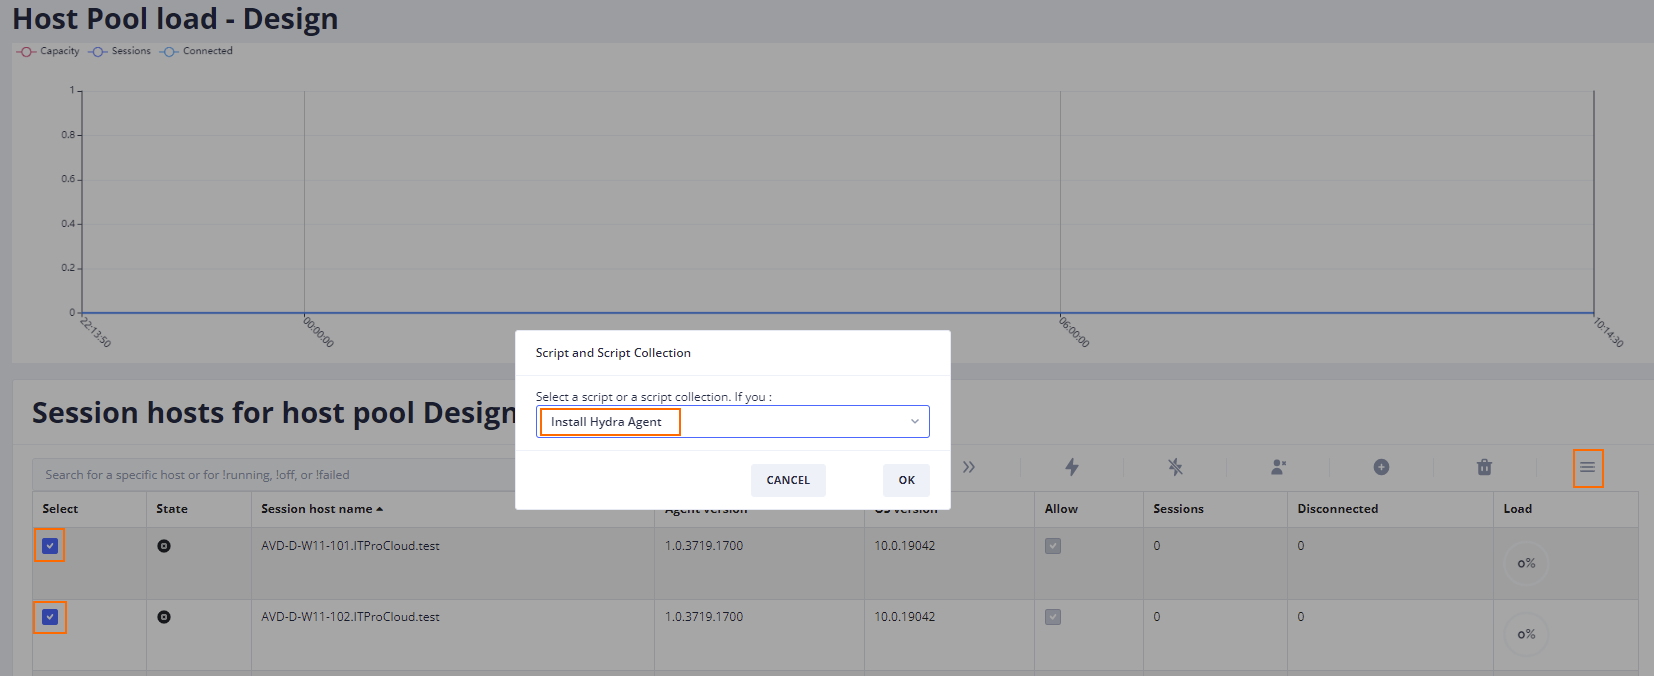 Host Pool load - Design
Capacity Sessions Connected
1
0.8
0.6
0.4
0.2
0
22:13:50 00:00:00 06:00:00 10:14:30
Script and Script Collection
Select a script or a script collection. If you :
Install Hydra Agent
CANCEL OK
Session hosts for host pool Design
Search for a specific host or for !running, !off, or !failed
Select State Session host name Agent version OS version Allow Sessions Disconnected Load
AVD-D-W11-101.ITProCloud.test 1.0.3719.1700 10.0.19042 0 0 0%
AVD-D-W11-102.ITProCloud.test 1.0.3719.1700 10.0.19042 0 0 0%